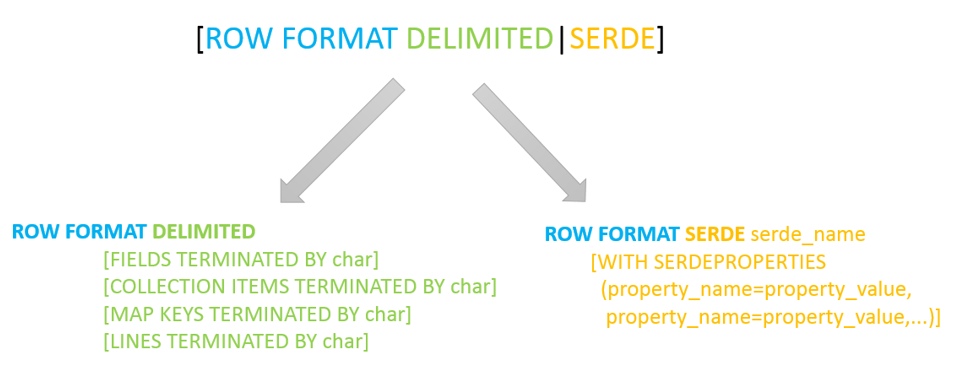 [ROW FORMAT DELIMITED|SERDE]
ROW FORMAT DELIMITED
[FIELDS TERMINATED BY char]
[COLLECTION ITEMS TERMINATED BY char]
[MAP KEYS TERMINATED BY char]
[LINES TERMINATED BY char]
ROW FORMAT SERDE serde_name
[WITH SERDEPROPERTIES
(property_name=property_value,
property_name=property_value,...)]